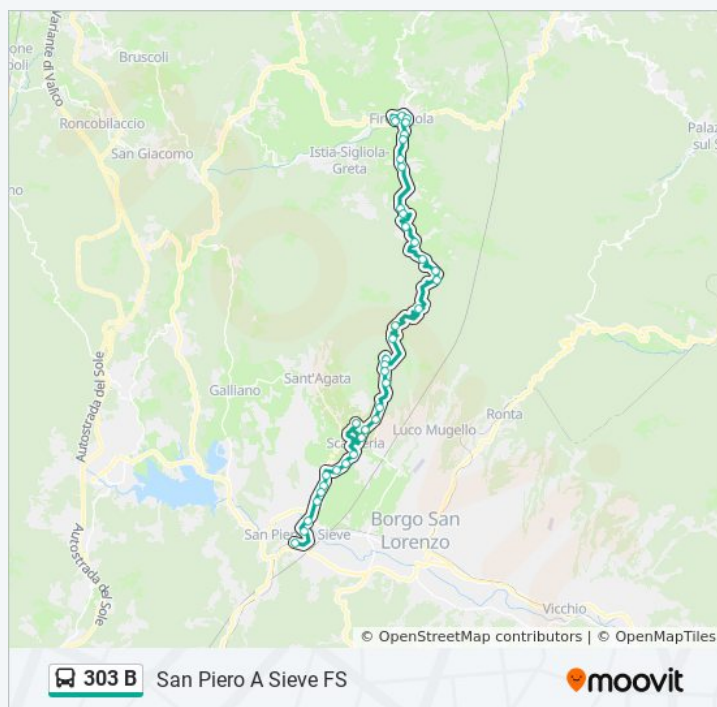 Variante di Valico
Bruscoli
Roncobilaccio
San Giacomo
Istia-Sigliola-
Greta
Autostrada del Sole
Galliano
Sant'Agata
Ronta
Luco Mugello
San Piero a Sieve
Borgo San
Lorenzo
Autostrada del Sole
Vicchio
© OpenStreetMap contributors | © OpenMapTiles
303 B San Piero A Sieve FS
moovit